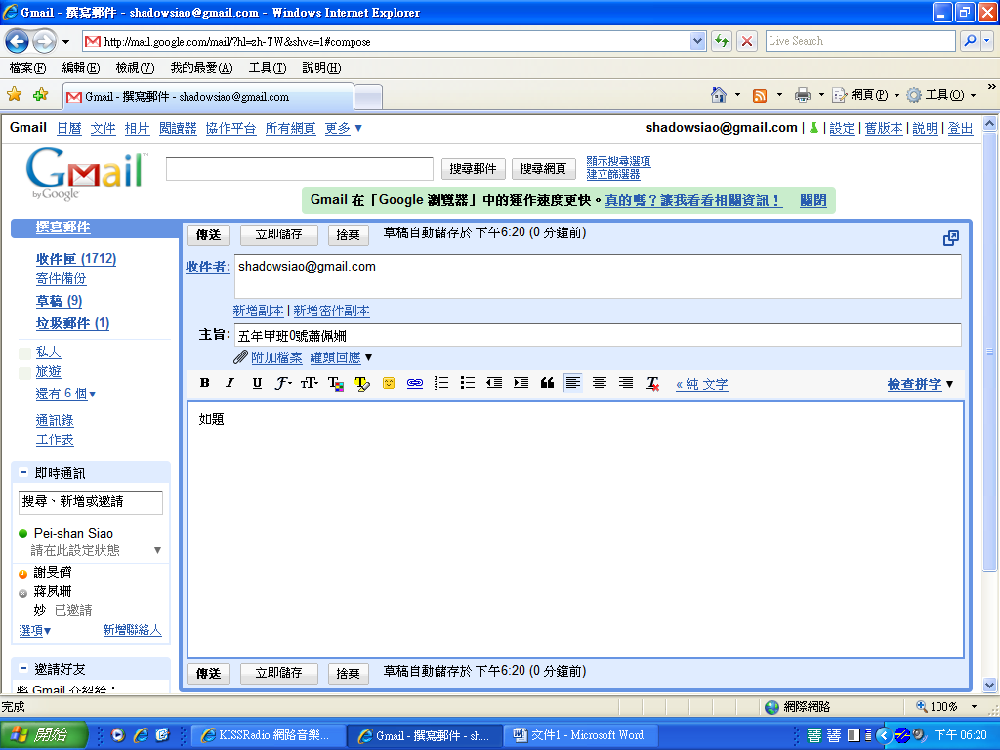 Gmail - 撰寫郵件 - shadowsiao@gmail.com - Windows Internet Explorer
http://mail.google.com/mail/?hl=zh-TW&shva=1#compose
Live Search
檔案(F) 編輯(E) 檢視(V) 我的最愛(A) 工具(T) 說明(H)
Gmail - 撰寫郵件 - shadowsiao@gmail.com
網頁(P) 工具(O) »
Gmail 日曆 文件 相片 閱讀器 協作平台 所有網頁 更多 ▼
shadowsiao@gmail.com | 設定 | 舊版本 | 說明 | 登出
Gmail™
by Google
搜尋郵件 搜尋網頁
顯示搜尋選項
建立篩選器
Gmail 在「Google 瀏覽器」中的運作速度更快。真的嗎？讓我看看相關資訊！ 關閉
撰寫郵件
收件匣 (1712)
寄件備份
草稿 (9)
垃圾郵件 (1)
私人
旅遊
還有 6 個▼
通訊錄
工作表
即時通訊
搜尋、新增或邀請
Pei-shan Siao
請在此設定狀態
謝旻儕
蔣夙珊
妙 已邀請
選項▼ 新增聯絡人
邀請好友
將 Gmail 介紹給：
傳送 立即儲存 捨棄 草稿自動儲存於 下午6:20 (0 分鐘前)
收件者: shadowsiao@gmail.com
新增副本 | 新增密件副本
主旨: 五年甲班0號蕭佩姍
附加檔案 罐頭回應 ▼
B I U « 純 文字 檢查拼字 ▼
如題
傳送 立即儲存 捨棄 草稿自動儲存於 下午6:20 (0 分鐘前)
完成
網際網路
100%
開始
KISSRadio 網路音樂...
Gmail - 撰寫郵件 - sh...
文件1 - Microsoft Word
下午 06:20